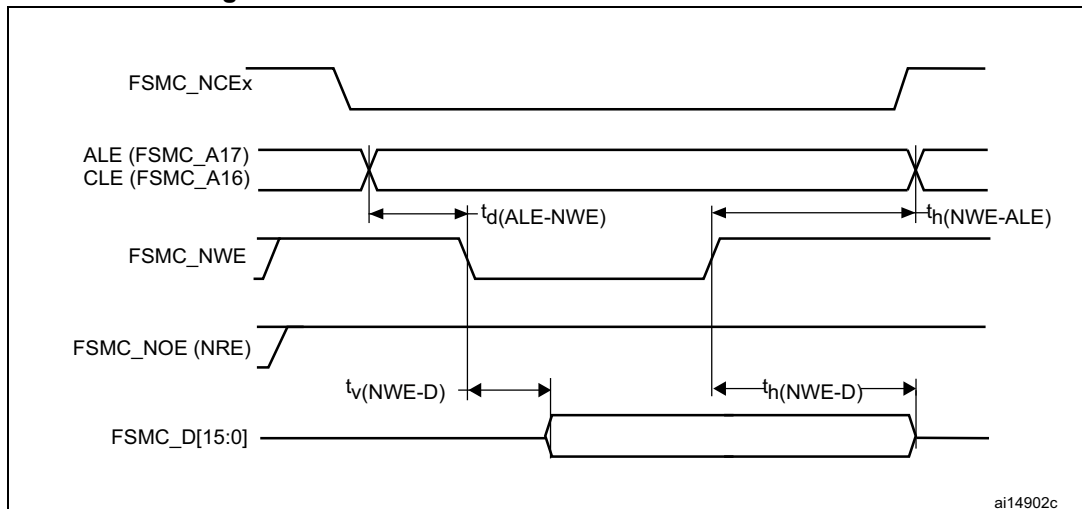 FSMC_NCEx
ALE (FSMC_A17)
CLE (FSMC_A16)
td(ALE-NWE)
th(NWE-ALE)
FSMC_NWE
FSMC_NOE (NRE)
tv(NWE-D)
th(NWE-D)
FSMC_D[15:0]
ai14902c